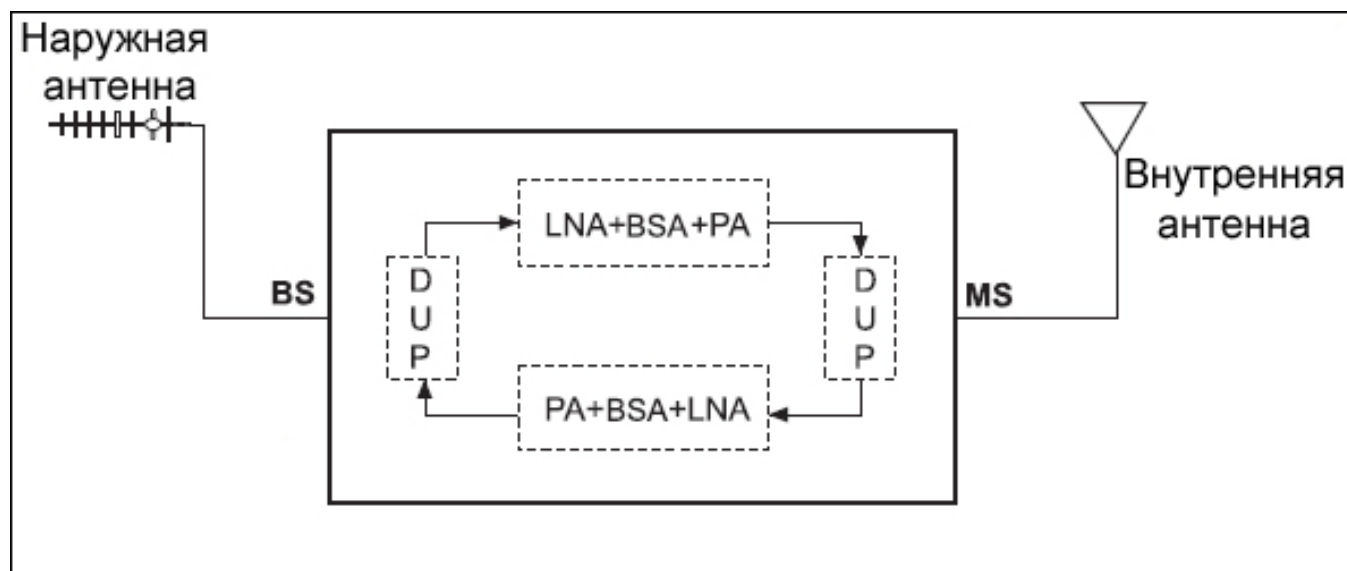 Наружная
антенна
Внутренняя
антенна
LNA+BSA+PA
D
U
P
D
U
P
BS
MS
PA+BSA+LNA